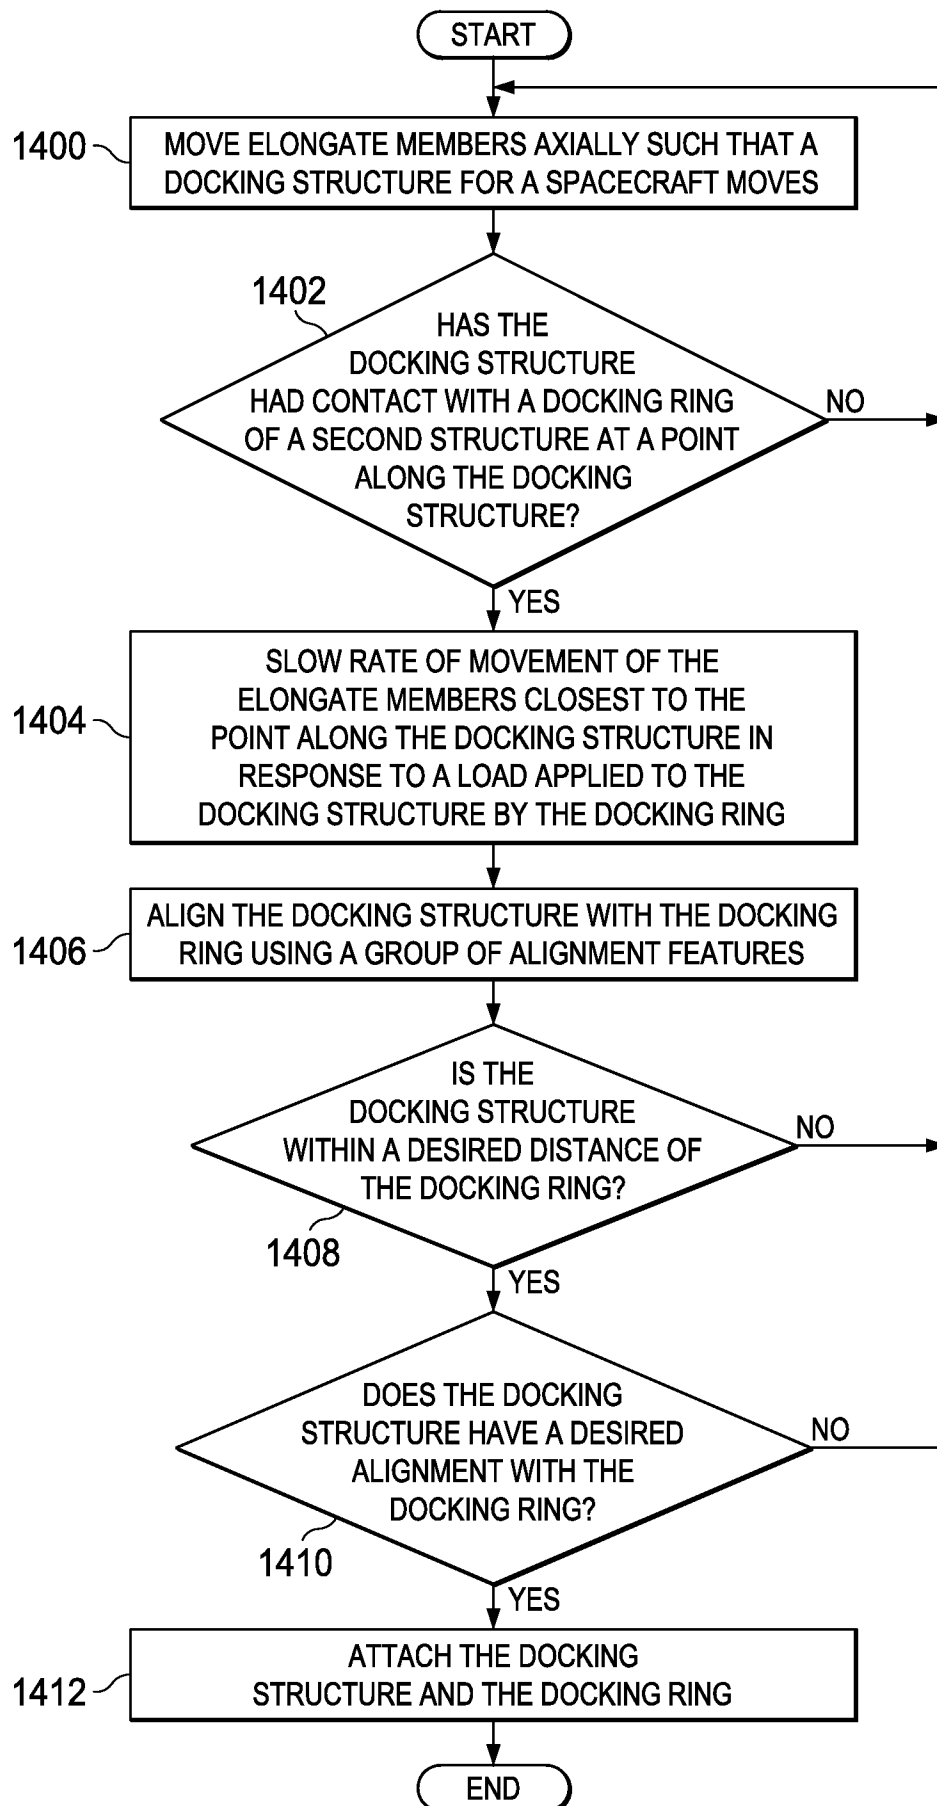 START
1400
MOVE ELONGATE MEMBERS AXIALLY SUCH THAT A
DOCKING STRUCTURE FOR A SPACECRAFT MOVES
1402
HAS THE
DOCKING STRUCTURE
HAD CONTACT WITH A DOCKING RING
OF A SECOND STRUCTURE AT A POINT
ALONG THE DOCKING
STRUCTURE?
NO
YES
1404
SLOW RATE OF MOVEMENT OF THE
ELONGATE MEMBERS CLOSEST TO THE
POINT ALONG THE DOCKING STRUCTURE IN
RESPONSE TO A LOAD APPLIED TO THE
DOCKING STRUCTURE BY THE DOCKING RING
1406
ALIGN THE DOCKING STRUCTURE WITH THE DOCKING
RING USING A GROUP OF ALIGNMENT FEATURES
IS THE
DOCKING STRUCTURE
WITHIN A DESIRED DISTANCE OF
THE DOCKING RING?
NO
1408
YES
DOES THE DOCKING
STRUCTURE HAVE A DESIRED
ALIGNMENT WITH THE
DOCKING RING?
NO
1410
YES
1412
ATTACH THE DOCKING
STRUCTURE AND THE DOCKING RING
END